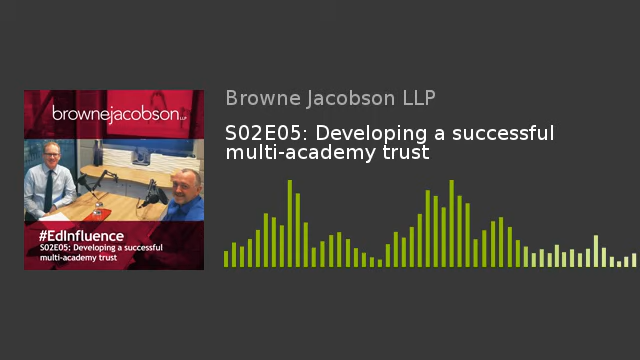 brownejacobson LLP
#EdInfluence
S02E05: Developing a successful
multi-academy trust
Browne Jacobson LLP
S02E05: Developing a successful
multi-academy trust